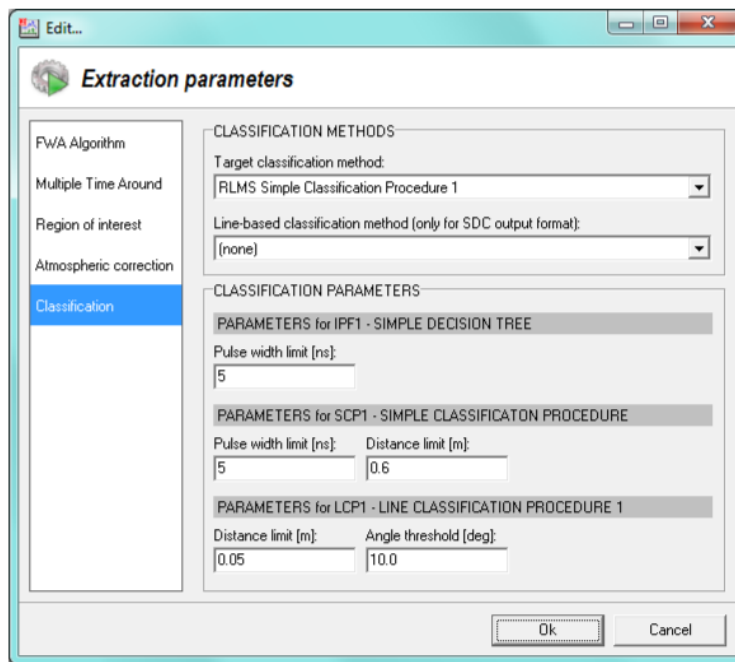 Edit...
Extraction parameters
FWA Algorithm
Multiple Time Around
Region of interest
Atmospheric correction
Classification
CLASSIFICATION METHODS
Target classification method:
RLMS Simple Classification Procedure 1
Line-based classification method (only for SDC output format):
(none)
CLASSIFICATION PARAMETERS
PARAMETERS for IPF1 - SIMPLE DECISION TREE
Pulse width limit [ns]:
5
PARAMETERS for SCP1 - SIMPLE CLASSIFICATON PROCEDURE
Pulse width limit [ns]: Distance limit [m]:
5 0.6
PARAMETERS for LCP1 - LINE CLASSIFICATION PROCEDURE 1
Distance limit [m]: Angle threshold [deg]:
0.05 10.0
Ok Cancel